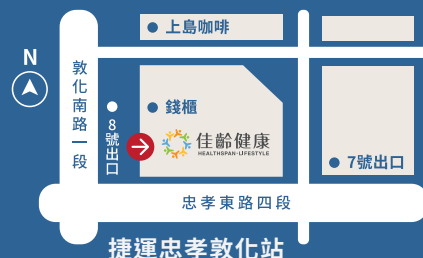 上島咖啡
N
敦化南路一段
錢櫃
8號出口
佳齡健康
HEALTHSPAN·LIFESTYLE
7號出口
忠孝東路四段
捷運忠孝敦化站